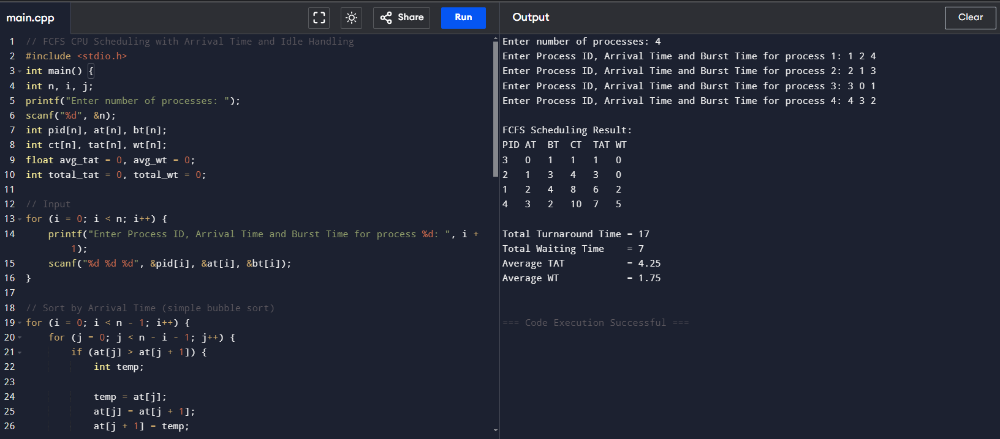 main.cpp
Share
Run
Output
Clear
1 // FCFS CPU Scheduling with Arrival Time and Idle Handling
2 #include <stdio.h>
3 int main() {
4 int n, i, j;
5 printf("Enter number of processes: ");
6 scanf("%d", &n);
7 int pid[n], at[n], bt[n];
8 int ct[n], tat[n], wt[n];
9 float avg_tat = 0, avg_wt = 0;
10 int total_tat = 0, total_wt = 0;
11
12 // Input
13 for (i = 0; i < n; i++) {
14     printf("Enter Process ID, Arrival Time and Burst Time for process %d: ", i +
        1);
15     scanf("%d %d %d", &pid[i], &at[i], &bt[i]);
16 }
17
18 // Sort by Arrival Time (simple bubble sort)
19 for (i = 0; i < n - 1; i++) {
20     for (j = 0; j < n - i - 1; j++) {
21         if (at[j] > at[j + 1]) {
22             int temp;
23
24             temp = at[j];
25             at[j] = at[j + 1];
26             at[j + 1] = temp;
Enter number of processes: 4
Enter Process ID, Arrival Time and Burst Time for process 1: 1 2 4
Enter Process ID, Arrival Time and Burst Time for process 2: 2 1 3
Enter Process ID, Arrival Time and Burst Time for process 3: 3 0 1
Enter Process ID, Arrival Time and Burst Time for process 4: 4 3 2
FCFS Scheduling Result:
PID AT  BT  CT  TAT WT
3   0   1   1   1   0
2   1   3   4   3   0
1   2   4   8   6   2
4   3   2   10  7   5
Total Turnaround Time = 17
Total Waiting Time    = 7
Average TAT           = 4.25
Average WT            = 1.75
=== Code Execution Successful ===